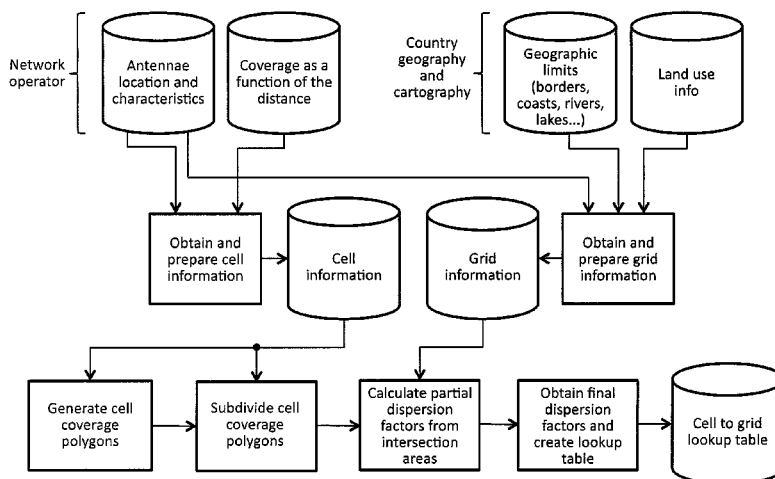 Network
operator
Antennae
location and
characteristics
Coverage as a
function of the
distance
Country
geography
and
cartography
Geographic
limits
(borders,
coasts, rivers,
lakes...)
Land use
info
Obtain and
prepare cell
information
Cell
information
Grid
information
Obtain and
prepare grid
information
Generate cell
coverage
polygons
Subdivide cell
coverage
polygons
Calculate partial
dispersion
factors from
intersection
areas
Obtain final
dispersion
factors and
create lookup
table
Cell to grid
lookup table